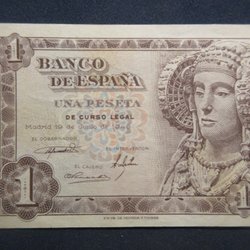 1
BANCO
DE ESPAÑA
UNA PESETA
DE CURSO LEGAL
Madrid 19 de Junio de
EL GOBERNADOR
EL INTERVENTOR
EL CAJERO
1
1